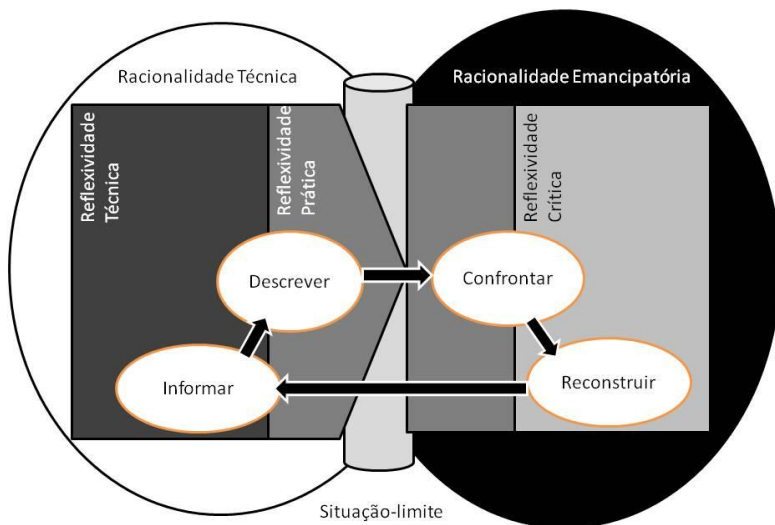 Racionalidade Técnica
Racionalidade Emancipatória
Reflexividade
Técnica
Reflexividade
Prática
Reflexividade
Crítica
Descrever
Confrontar
Informar
Reconstruir
Situação-limite